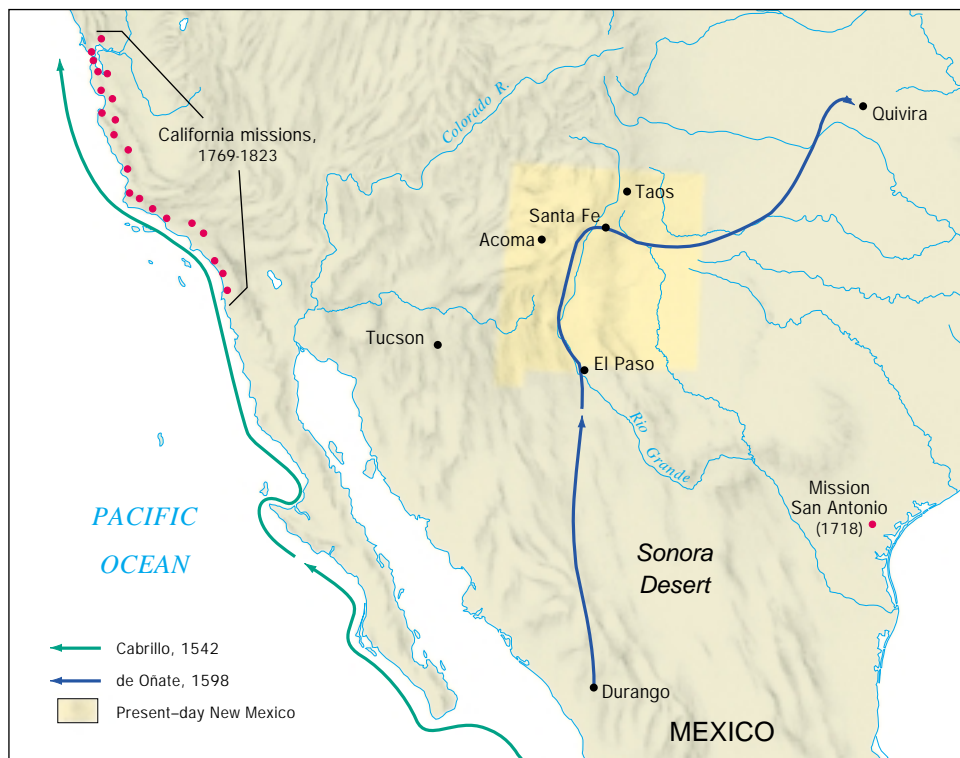 Colorado R.
Quivira
California missions,
1769-1823
Taos
Santa Fe
Acoma
Tucson
El Paso
Rio
Grande
Mission
San Antonio
(1718)
PACIFIC
OCEAN
Sonora
Desert
Cabrillo, 1542
de Oñate, 1598
Present–day New Mexico
Durango
MEXICO